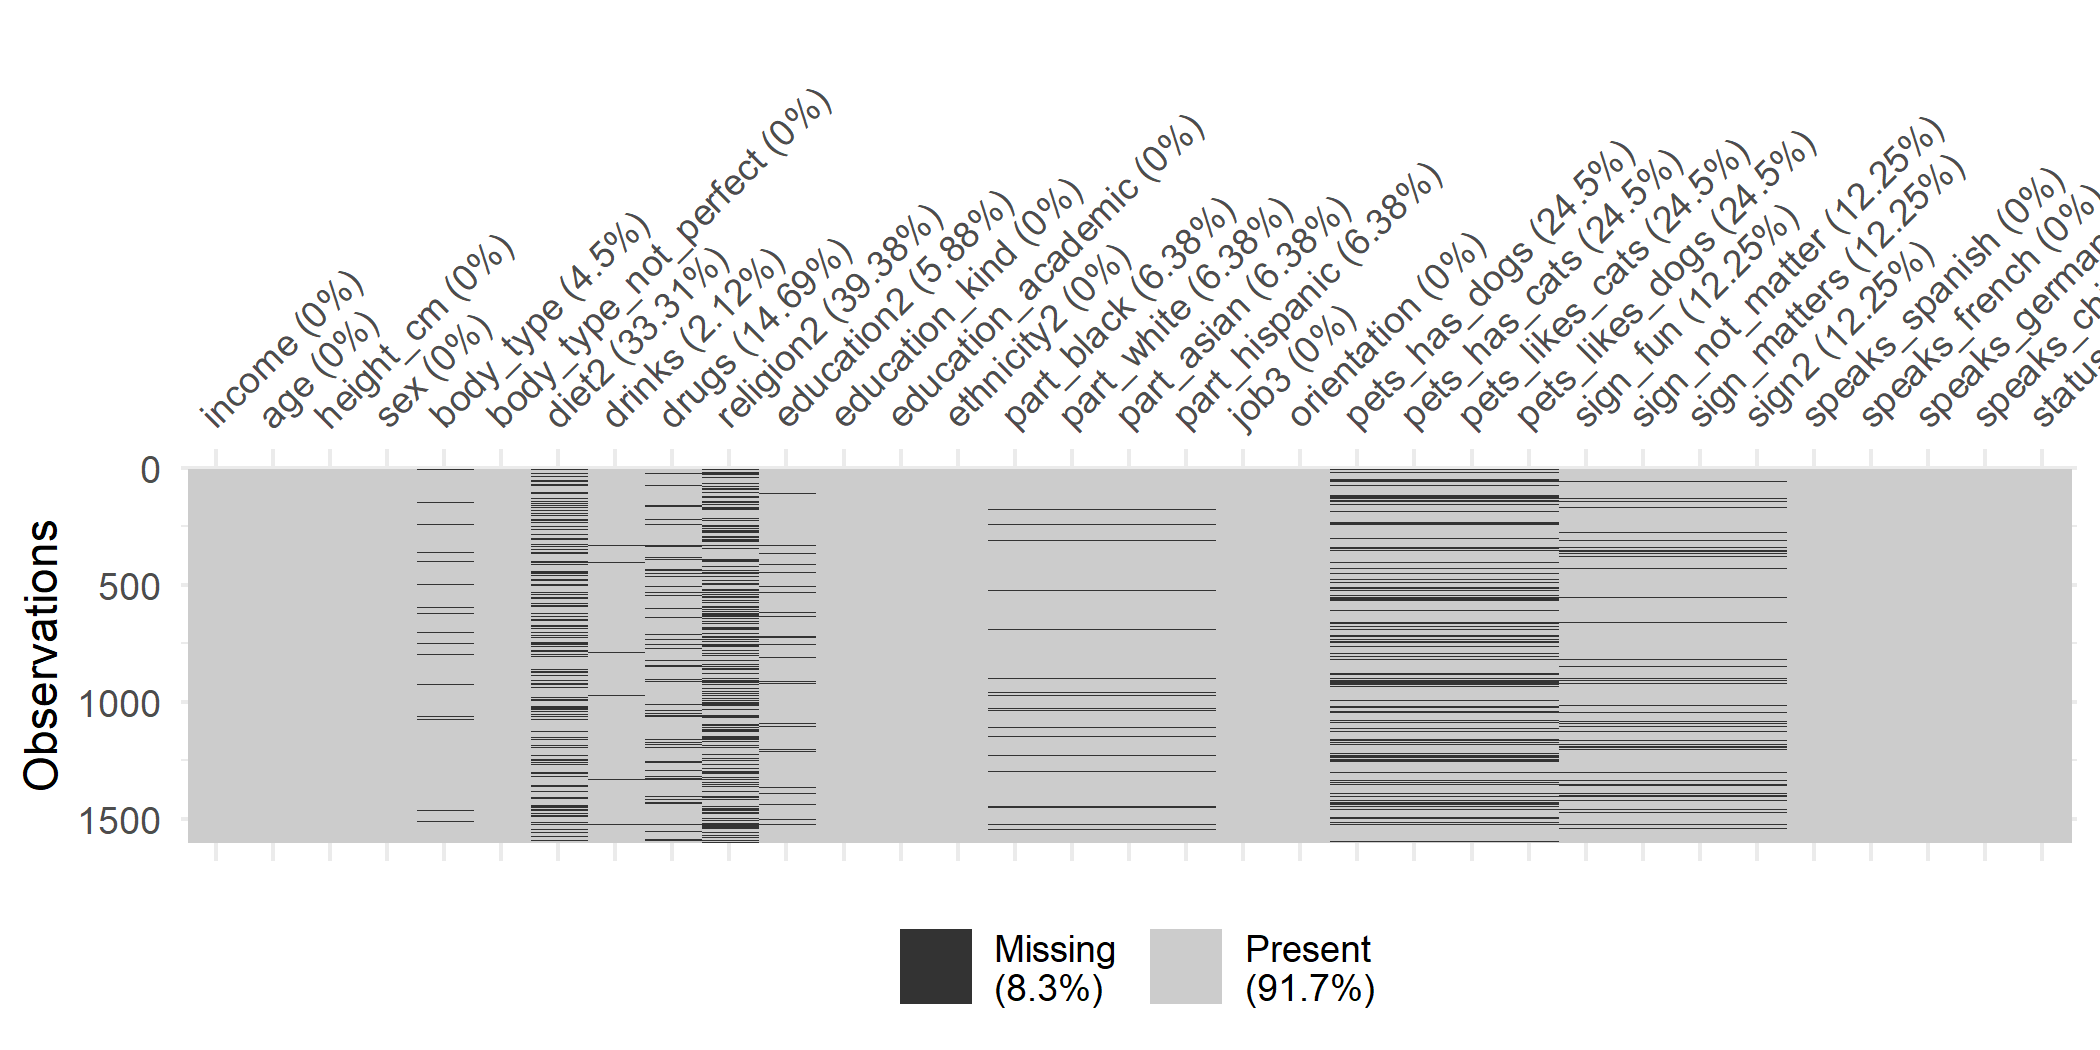 income (0%)
age (0%)
height_cm (0%)
sex (0%)
body_type (4.5%)
body_type_not_perfect (0%)
diet2 (33.31%)
drinks (2.12%)
drugs (14.69%)
religion2 (39.38%)
education2 (5.88%)
education_kind (0%)
education_academic (0%)
ethnicity2 (0%)
part_black (6.38%)
part_white (6.38%)
part_asian (6.38%)
part_hispanic (6.38%)
job3 (0%)
orientation (0%)
pets_has_dogs (24.5%)
pets_has_cats (24.5%)
pets_likes_cats (24.5%)
pets_likes_dogs (24.5%)
sign_fun (12.25%)
sign_not_matter (12.25%)
sign_matters (12.25%)
sign2 (12.25%)
speaks_spanish (0%)
speaks_french (0%)
speaks_german
speaks_chi
status
0
500
1000
1500
Observations
Missing
(8.3%)
Present
(91.7%)